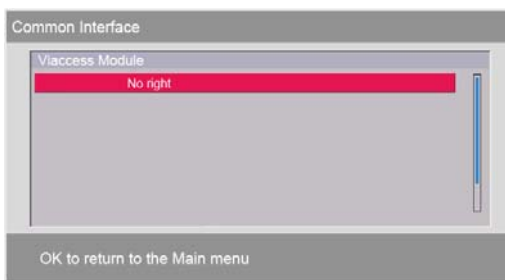 Common Interface
Viaccess Module
No right
OK to return to the Main menu